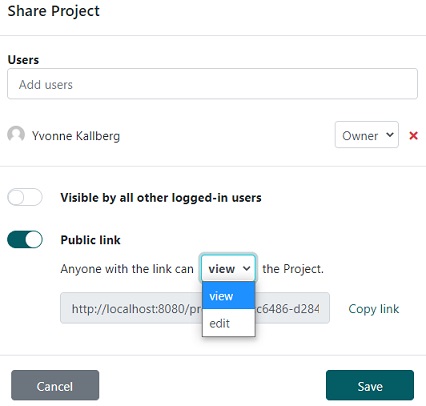 Share Project
Users
Add users
Yvonne Kallberg Owner
Visible by all other logged-in users
Public link
Anyone with the link can view the Project.
view
http://localhost:8080/pr c6486-d284 Copy link
edit
Cancel Save